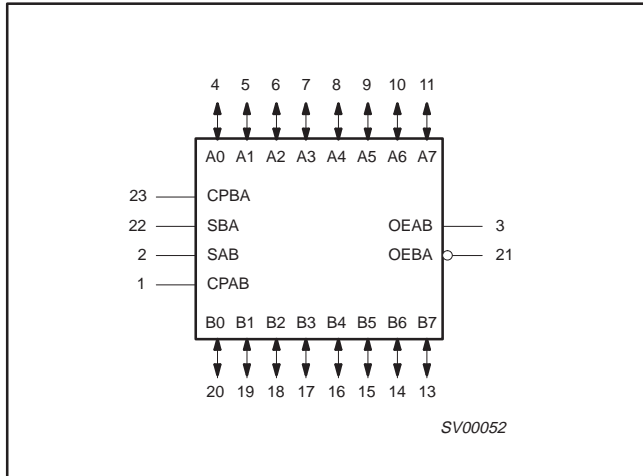 4 5 6 7 8 9 10 11
A0 A1 A2 A3 A4 A5 A6 A7
23 CPBA
22 SBA OEAB 3
2 SAB OEBA 21
1 CPAB
B0 B1 B2 B3 B4 B5 B6 B7
20 19 18 17 16 15 14 13
SV00052